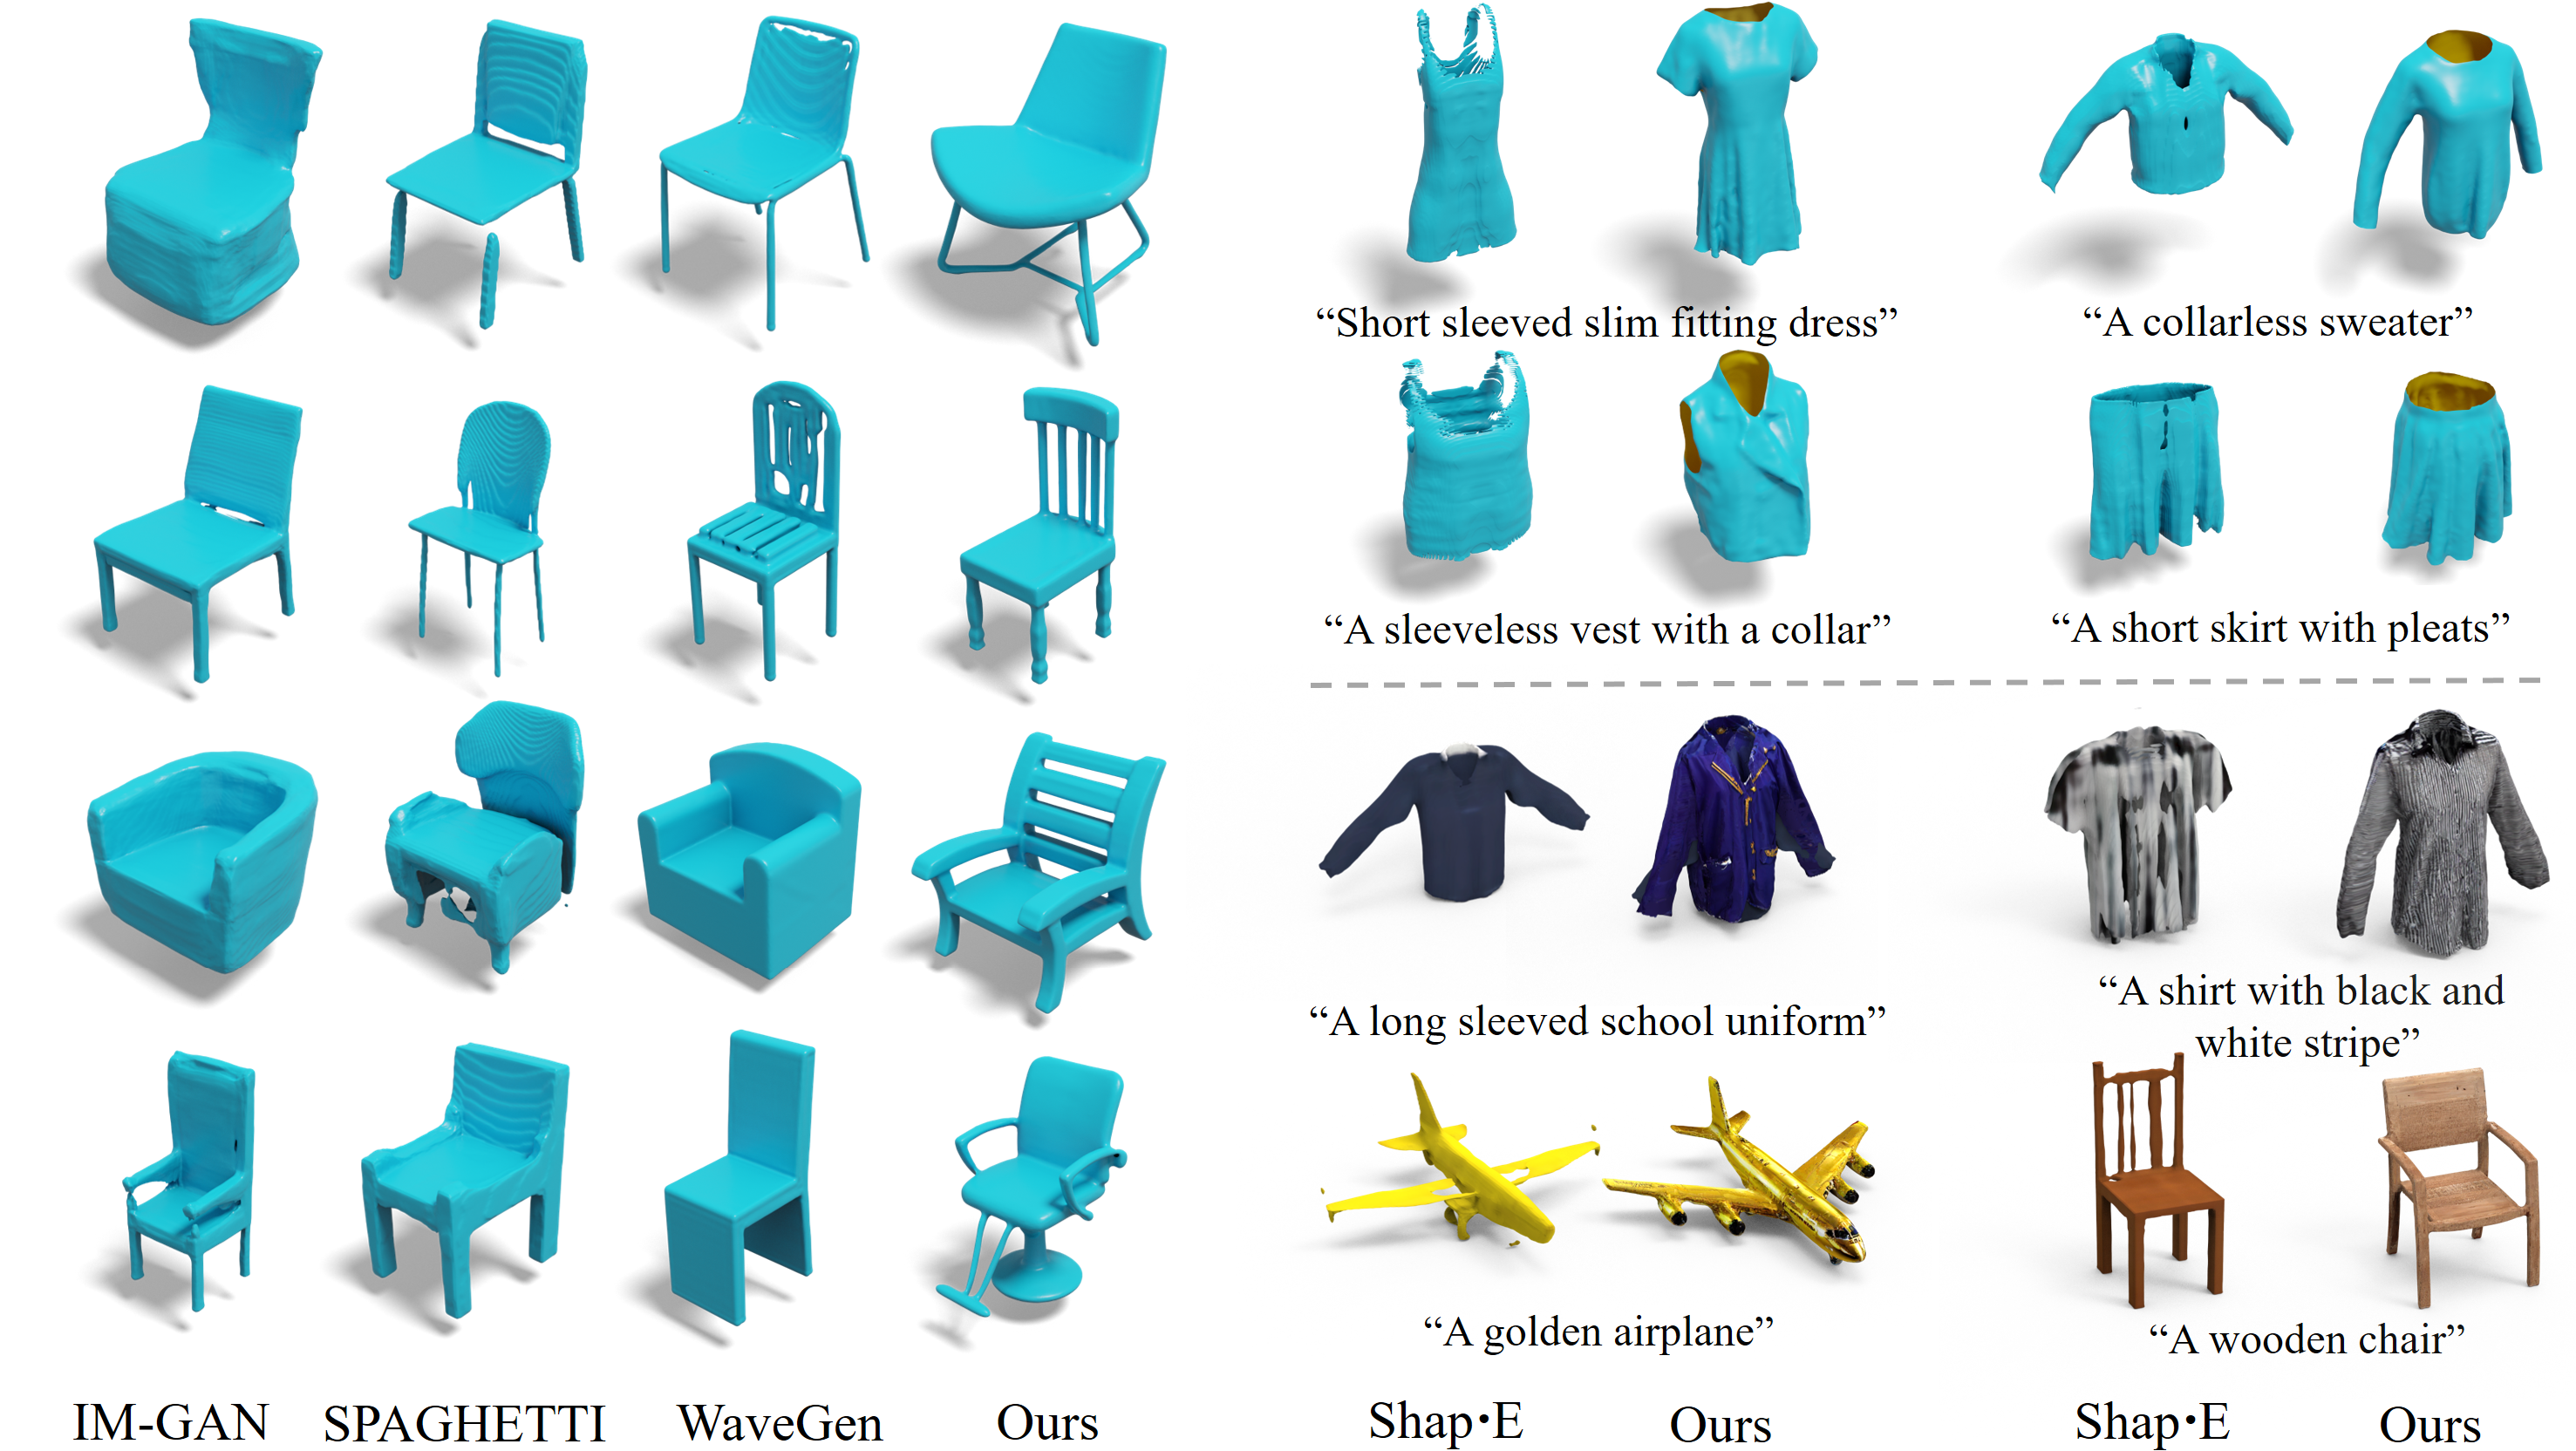 “Short sleeved slim fitting dress”
“A collarless sweater”
“A sleeveless vest with a collar”
“A short skirt with pleats”
“A long sleeved school uniform”
“A shirt with black and
white stripe”
“A golden airplane”
“A wooden chair”
IM-GAN
SPAGHETTI
WaveGen
Ours
Shap·E
Ours
Shap·E
Ours